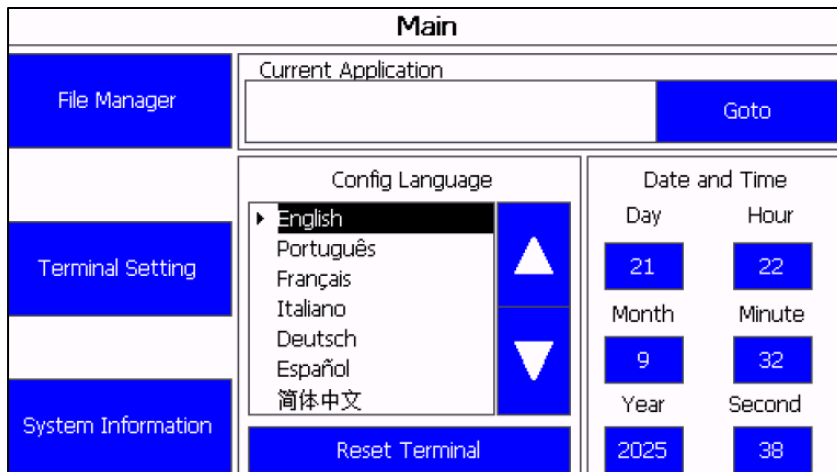 Main
File Manager
Terminal Setting
System Information
Current Application
Goto
Config Language
English
Português
Français
Italiano
Deutsch
Español
简体中文
Reset Terminal
Date and Time
Day Hour
21 22
Month Minute
9 32
Year Second
2025 38